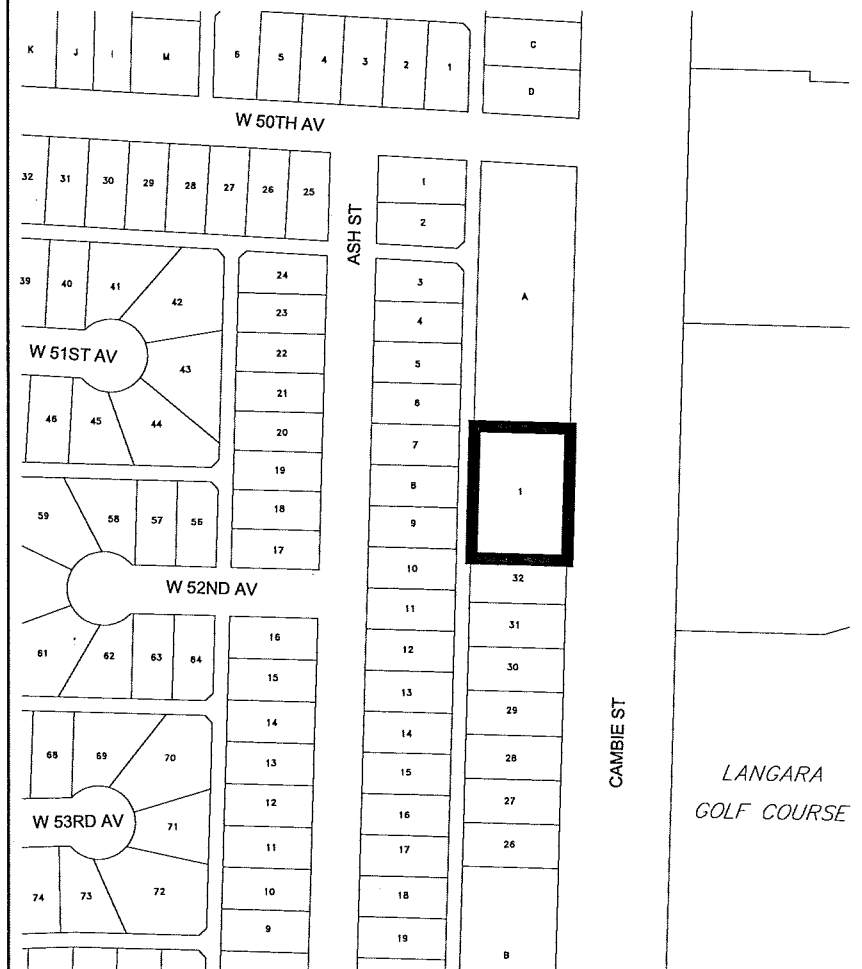 K J I M 6 5 4 3 2 1 C
D
W 50TH AV
32 31 30 29 28 27 26 25 1
2
ASH ST
39 40 41 42 24 3
23 4 A
W 51ST AV 43 22 5
21 6
46 45 44 20 7
19 8 1
59 58 57 56 18 9
17 10 32
W 52ND AV
11 31
61 62 63 64 16 12 30
15 13 29
14 14 28
68 69 70 13 15 27
CAMBIE ST
LANGARA
GOLF COURSE
12 16 26
W 53RD AV 71 11 17
74 73 72 10 18
9 19 B